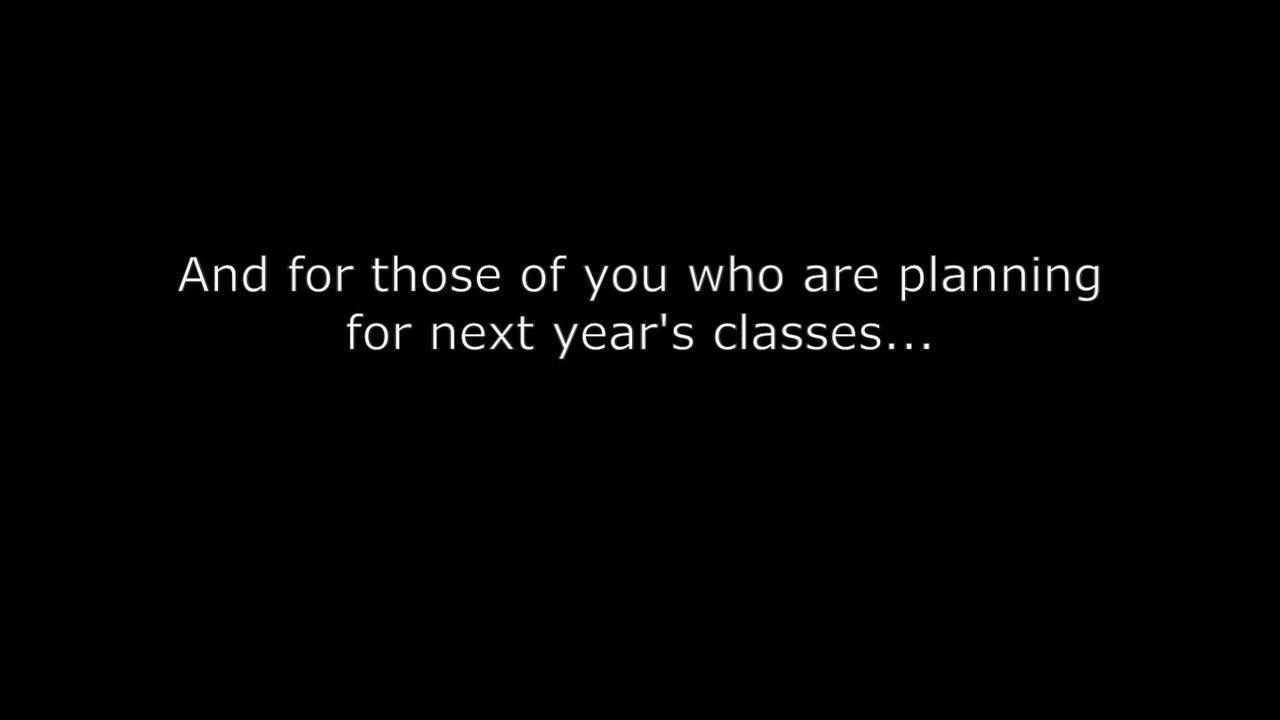 And for those of you who are planning
for next year's classes...